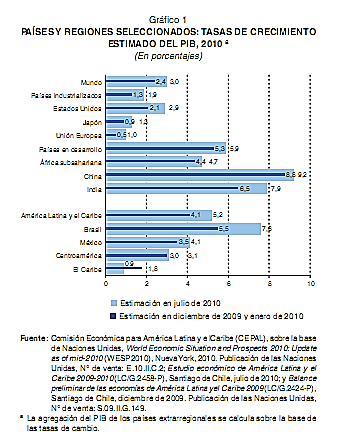 Gráfico 1
PAÍSES Y REGIONES SELECCIONADOS: TASAS DE CRECIMIENTO
ESTIMADO DEL PIB, 2010 a
(En porcentajes)
Mundo 2,4 3,0
Países industrializados 1,3 1,9
Estados Unidos 2,1 2,9
Japón 0,9 1,3
Unión Europea 0,5 1,0
Países en desarrollo 5,3 5,9
África subsahariana 4,4 4,7
China 8,8 9,2
India 6,5 7,9
América Latina y el Caribe 4,1 5,2
Brasil 5,5 7,6
México 3,5 4,1
Centroamérica 3,0 3,1
El Caribe 0,9 1,8
0 2 4 6 8 10
Estimación en julio de 2010
Estimación en diciembre de 2009 y enero de 2010
Fuente: Comisión Económica para América Latina y el Caribe (CEPAL), sobre la base
de Naciones Unidas, World Economic Situation and Prospects 2010: Update
as of mid-2010 (WESP2010), Nueva York, 2010. Publicación de las Naciones
Unidas, N° de venta: E.10.II.C.2; Estudio económico de América Latina y el
Caribe 2009-2010 (LC/G.2458-P), Santiago de Chile, julio de 2010; y Balance
preliminar de las economías de América Latina y el Caribe 2009 (LC/G.2424-P),
Santiago de Chile, diciembre de 2009. Publicación de las Naciones Unidas,
N° de venta: S.09.II.G.149.
a La agregación del PIB de los países extrarregionales se calcula sobre la base de
las tasas de cambio.